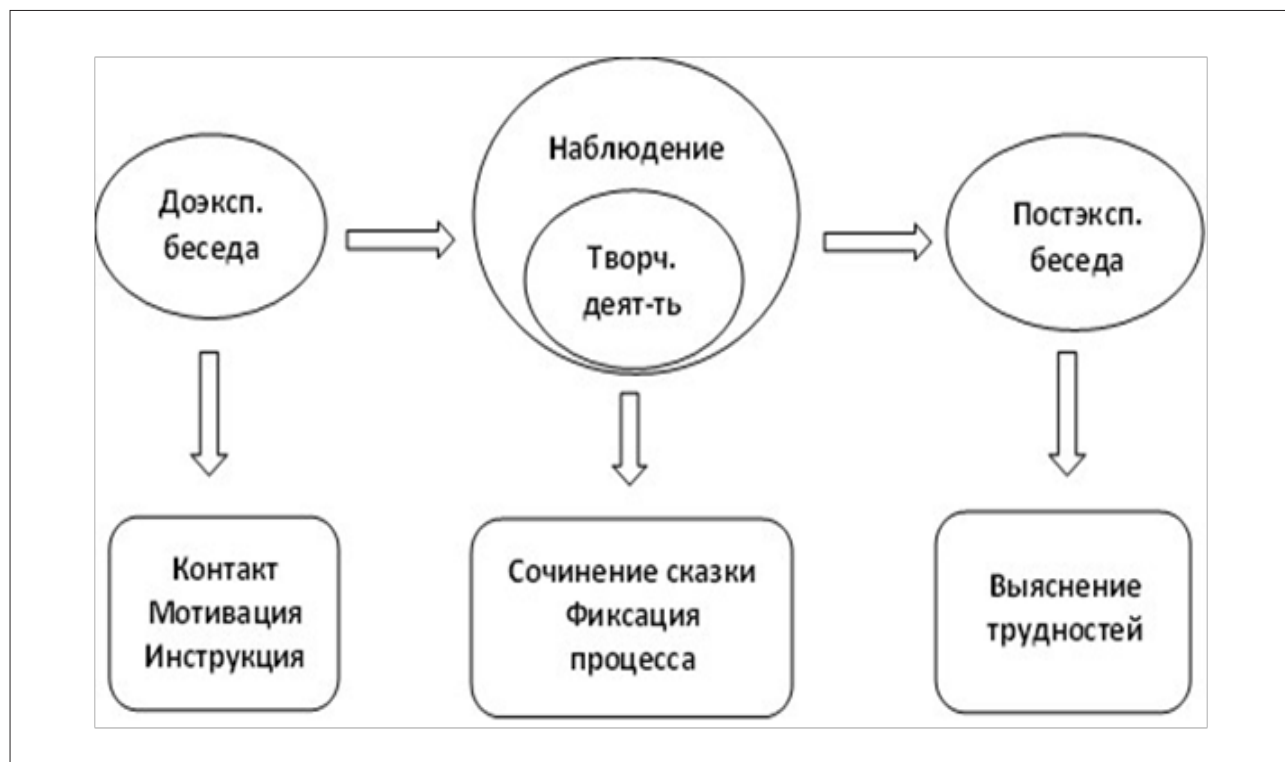 Доэксп.
беседа
Наблюдение
Творч.
деят-ть
Постэксп.
беседа
Контакт
Мотивация
Инструкция
Сочинение сказки
Фиксация
процесса
Выяснение
трудностей